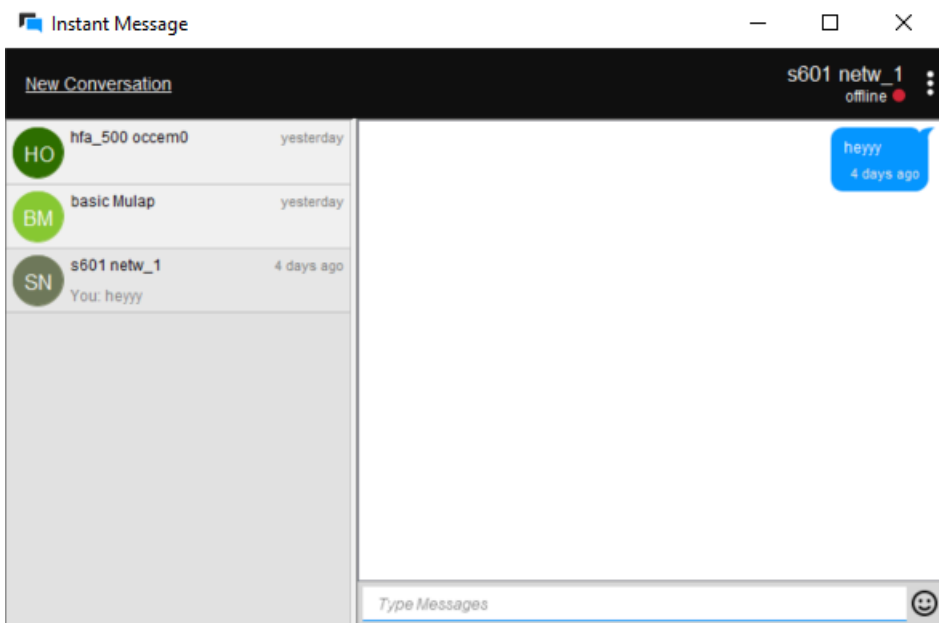 Instant Message
New Conversation
s601 netw_1
offline
HO
hfa_500 occem0
yesterday
BM
basic Mulap
yesterday
SN
s601 netw_1
4 days ago
You: heyyy
heyyy
4 days ago
Type Messages